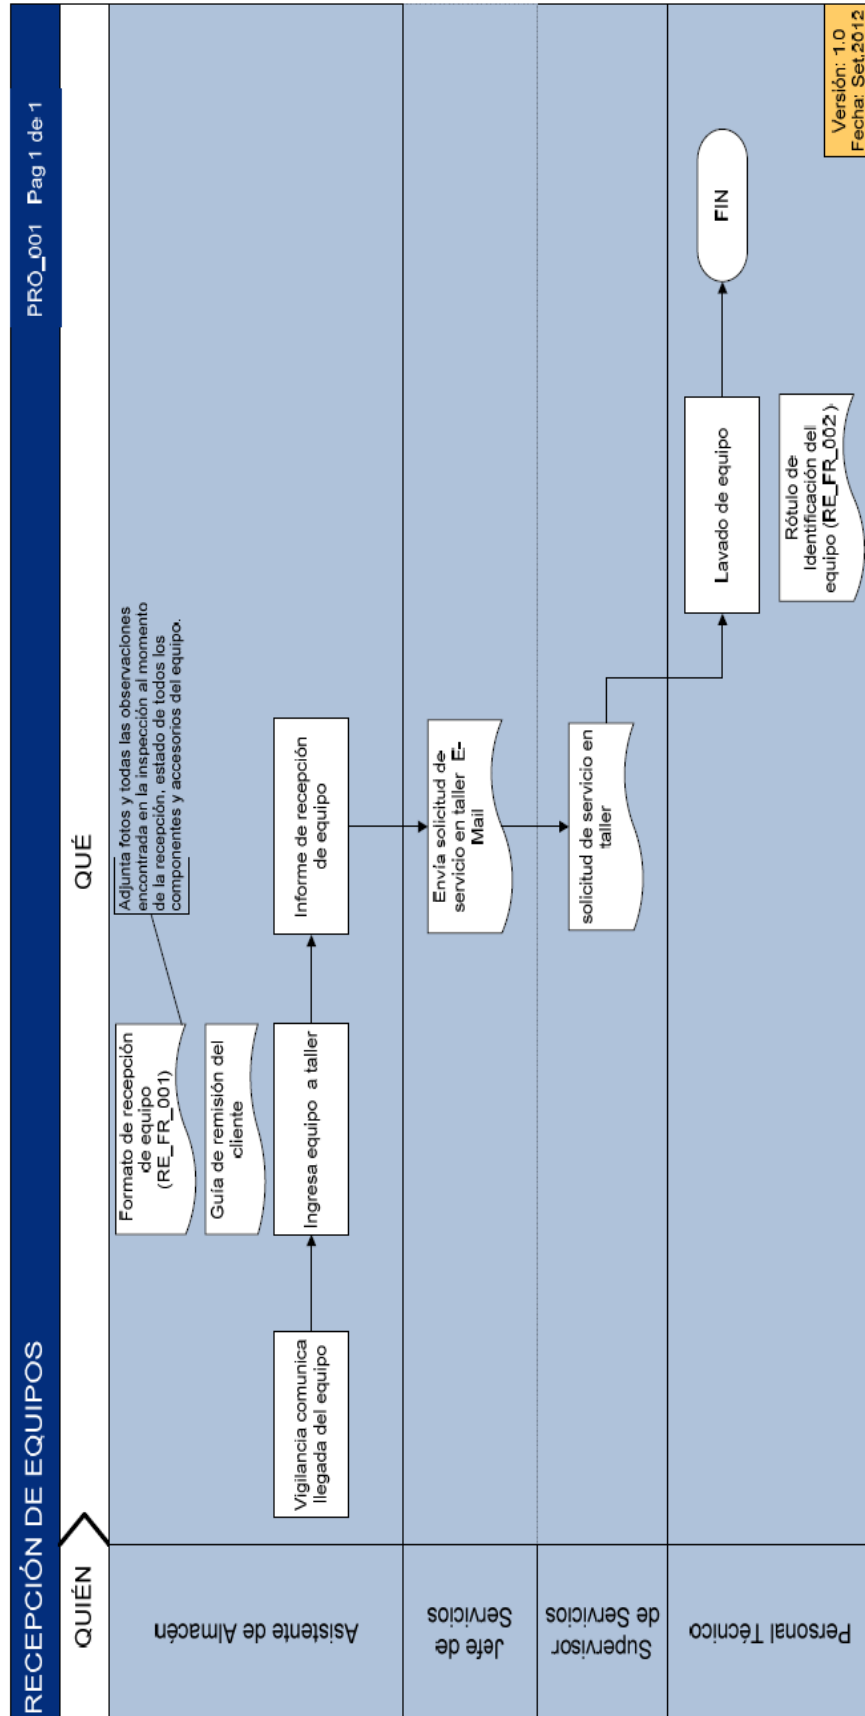 RECEPCIÓN DE EQUIPOS
PRO_001 Pag 1 de 1
QUIÉN
QUÉ
Asistente de Almacén
Vigilancia comunica
llegada del equipo
Formato de recepción
de equipo
(RE_FR_001)
Guía de remisión del
cliente
Ingresa equipo a taller
Adjunta fotos y todas las observaciones
encontrada en la inspección al momento
de la recepción, estado de todos los
componentes y accesorios del equipo.
Informe de recepción
de equipo
Jefe de
Servicios
Envía solicitud de
servicio en taller E-
Mail
Supervisor
de Servicios
solicitud de servicio en
taller
Personal Técnico
Lavado de equipo
Rótulo de
Identificación del
equipo (RE_FR_002)
FIN
Versión: 1.0
Fecha: Set.2012